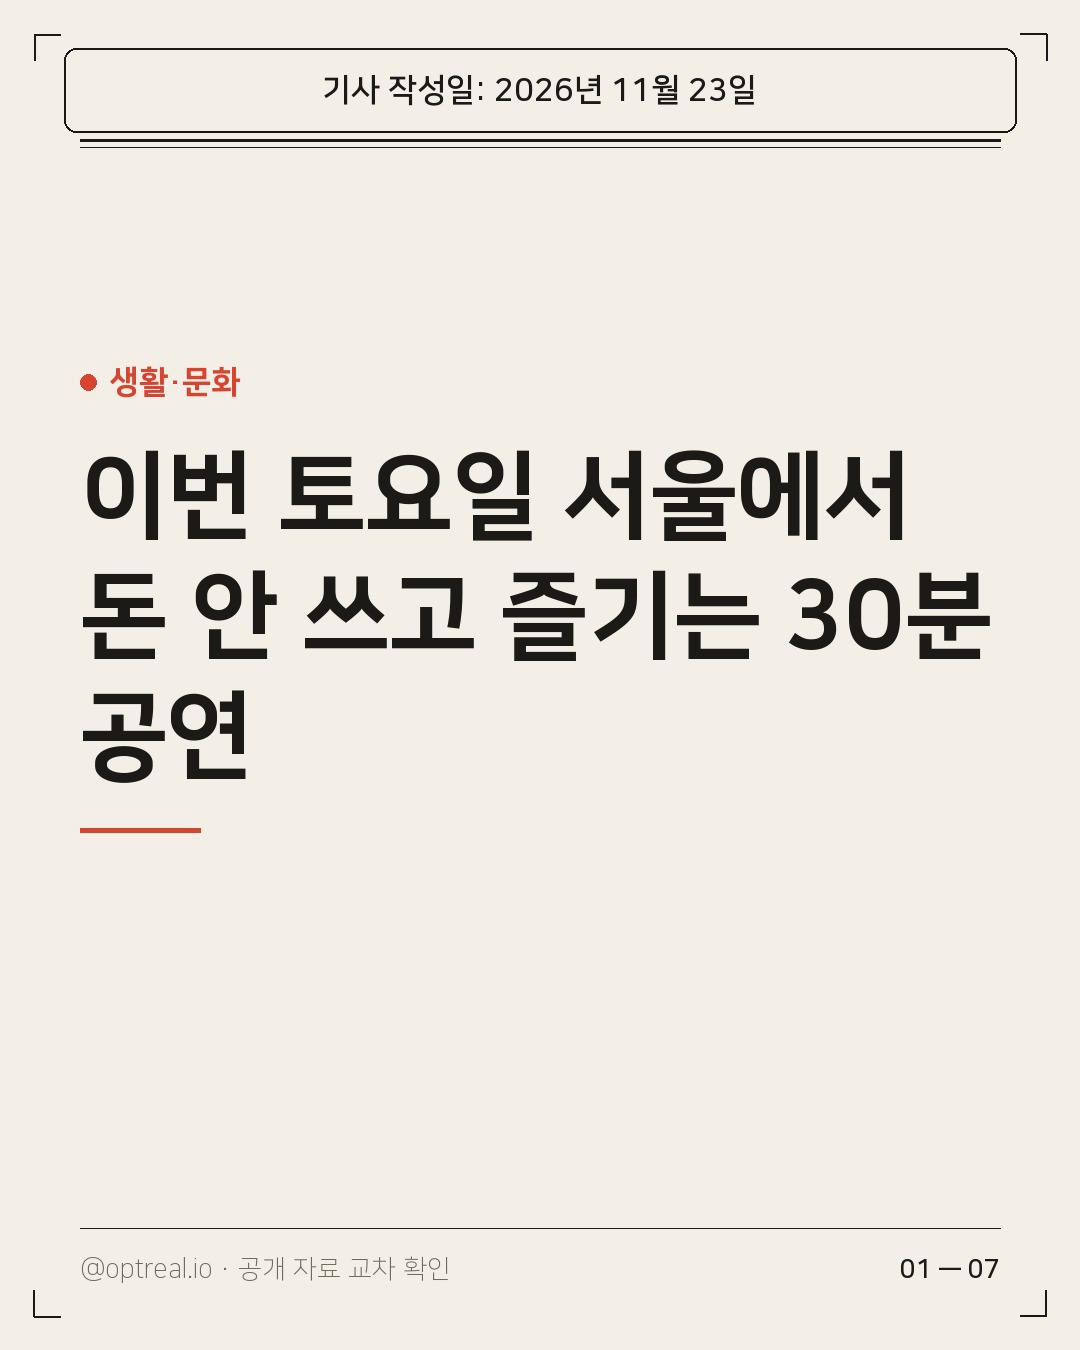 기사 작성일: 2026년 11월 23일
생활·문화
이번 토요일 서울에서
돈 안 쓰고 즐기는 30분
공연
@optreal.io · 공개 자료 교차 확인
01 — 07